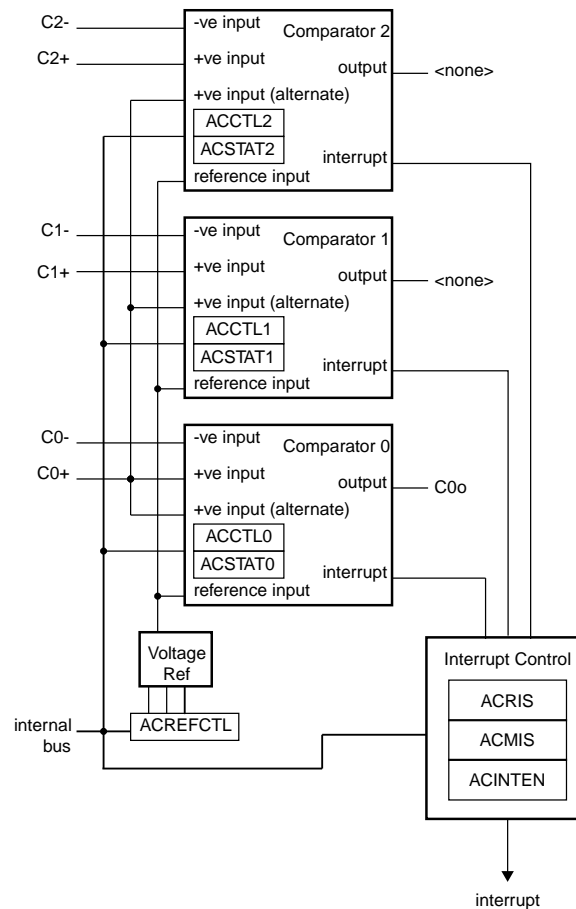 C2-
-ve input
Comparator 2
C2+
+ve input
output
<none>
+ve input (alternate)
ACCTL2
ACSTAT2
interrupt
reference input
C1-
-ve input
Comparator 1
C1+
+ve input
output
<none>
+ve input (alternate)
ACCTL1
ACSTAT1
interrupt
reference input
C0-
-ve input
Comparator 0
C0+
+ve input
output
C0o
+ve input (alternate)
ACCTL0
ACSTAT0
interrupt
reference input
Voltage
Ref
internal
bus
ACREFCTL
Interrupt Control
ACRIS
ACMIS
ACINTEN
interrupt